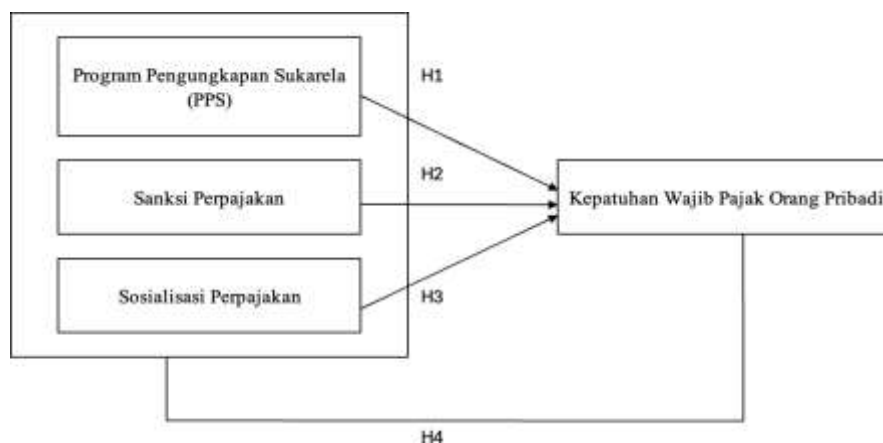 Program Pengungkapan Sukarela
(PPS)
H1
Sanksi Perpajakan
H2
Kepatuhan Wajib Pajak Orang Pribadi
Sosialisasi Perpajakan
H3
H4